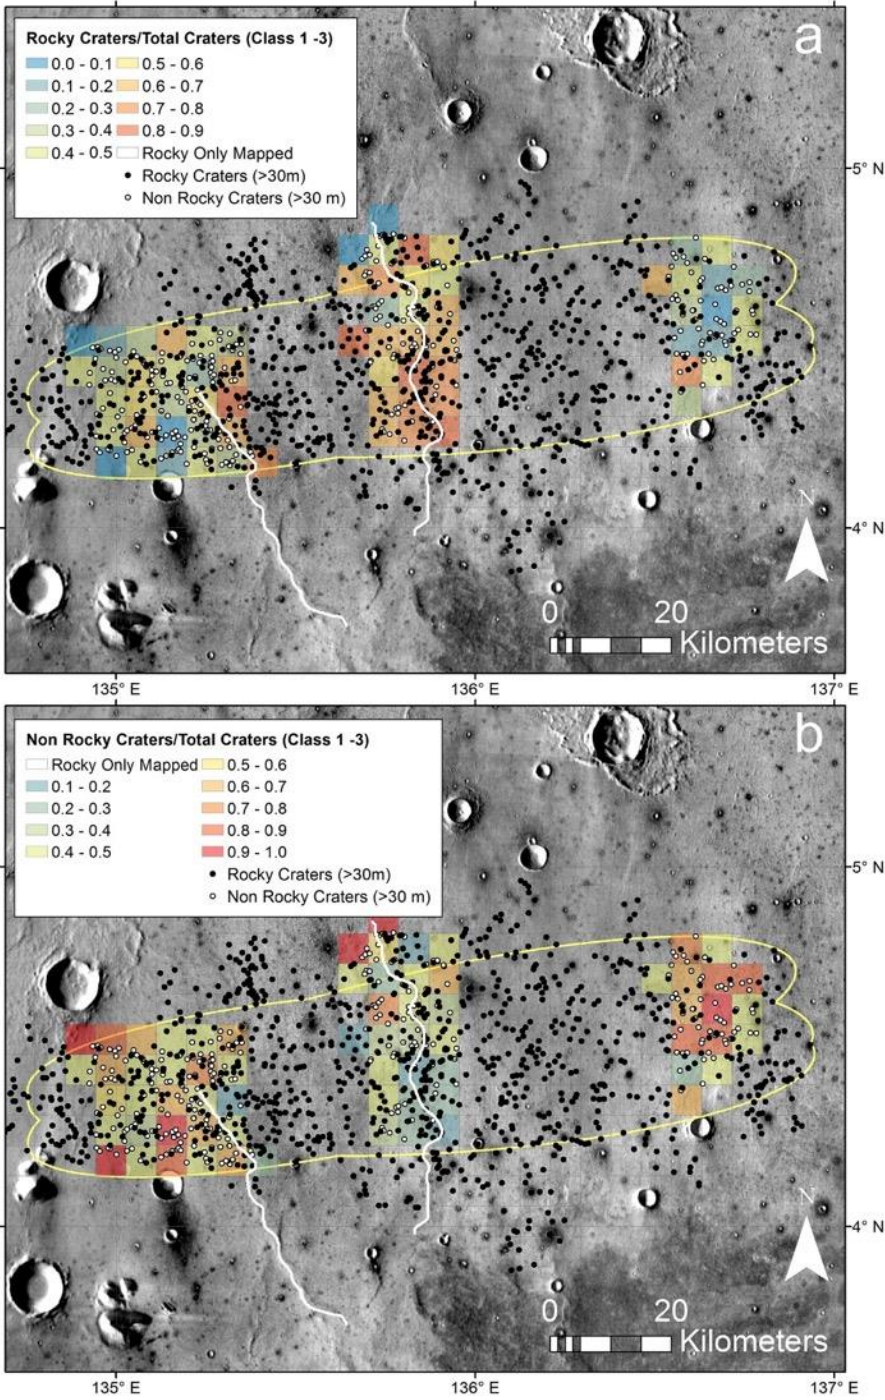 a
Rocky Craters/Total Craters (Class 1 -3)
0.0 - 0.1 0.5 - 0.6
0.1 - 0.2 0.6 - 0.7
0.2 - 0.3 0.7 - 0.8
0.3 - 0.4 0.8 - 0.9
0.4 - 0.5 Rocky Only Mapped
Rocky Craters (>30m)
Non Rocky Craters (>30 m)
5° N
4° N
N
0 20
Kilometers
135° E 136° E 137° E
b
Non Rocky Craters/Total Craters (Class 1 -3)
Rocky Only Mapped 0.5 - 0.6
0.1 - 0.2 0.6 - 0.7
0.2 - 0.3 0.7 - 0.8
0.3 - 0.4 0.8 - 0.9
0.4 - 0.5 0.9 - 1.0
Rocky Craters (>30m)
Non Rocky Craters (>30 m)
5° N
4° N
N
0 20
Kilometers
135° E 136° E 137° E